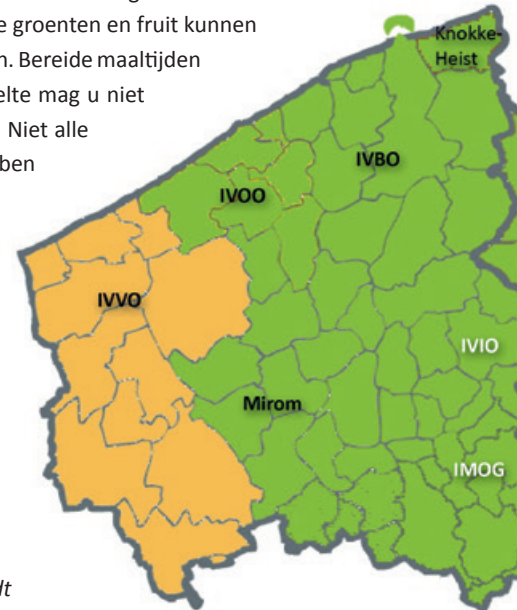 e groenten en fruit kunnen
n. Bereide maaltijden
elte mag u niet
Niet alle
ben
Knokke-
Heist
IVBO
IVOO
IVVO
IVIO
Mirom
IMOG
dt